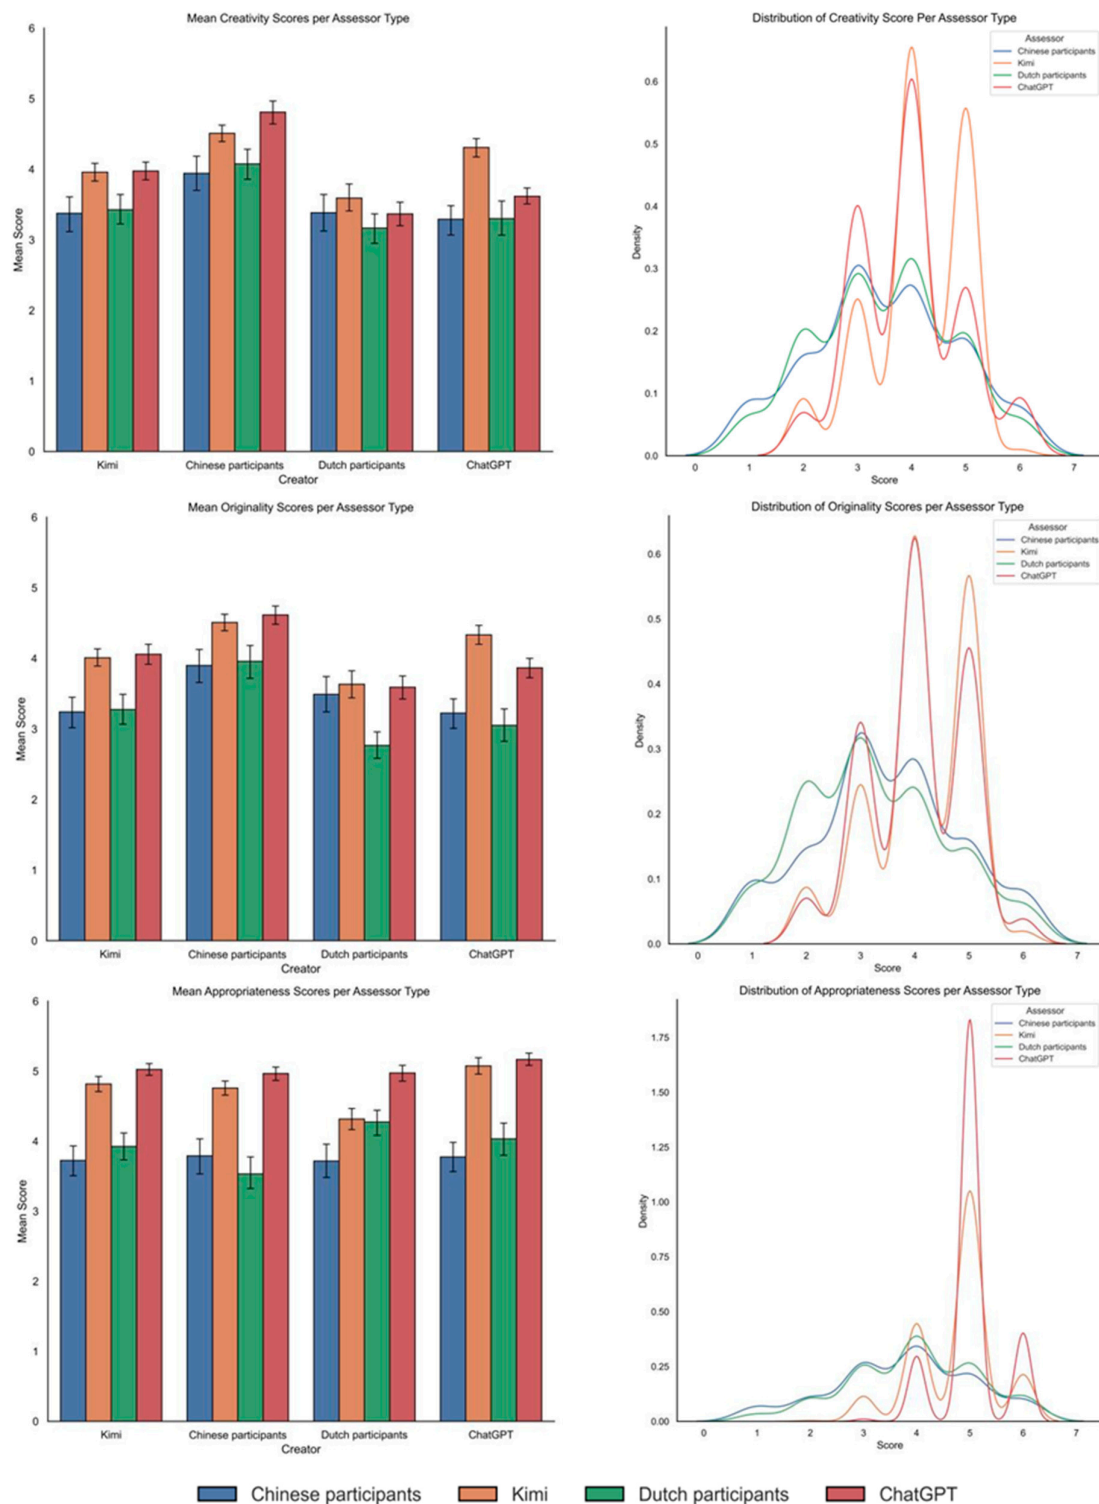 Mean Creativity Scores per Assessor Type
6
5
4
3
2
1
0
Mean Score
Kimi
Chinese participants
Dutch participants
ChatGPT
Creator
Distribution of Creativity Score Per Assessor Type
Assessor
Chinese participants
Kimi
Dutch participants
ChatGPT
0.6
0.5
0.4
0.3
0.2
0.1
0.0
Density
0 1 2 3 4 5 6 7
Score
Mean Originality Scores per Assessor Type
6
5
4
3
2
1
0
Mean Score
Kimi
Chinese participants
Dutch participants
ChatGPT
Creator
Distribution of Originality Scores per Assessor Type
Assessor
Chinese participants
Kimi
Dutch participants
ChatGPT
0.6
0.5
0.4
0.3
0.2
0.1
0.0
Density
0 1 2 3 4 5 6 7
Score
Mean Appropriateness Scores per Assessor Type
6
5
4
3
2
1
0
Mean Score
Kimi
Chinese participants
Dutch participants
ChatGPT
Creator
Distribution of Appropriateness Scores per Assessor Type
Assessor
Chinese participants
Kimi
Dutch participants
ChatGPT
1.75
1.50
1.25
1.00
0.75
0.50
0.25
0.00
Density
0 1 2 3 4 5 6 7
Score
Chinese participants Kimi Dutch participants ChatGPT